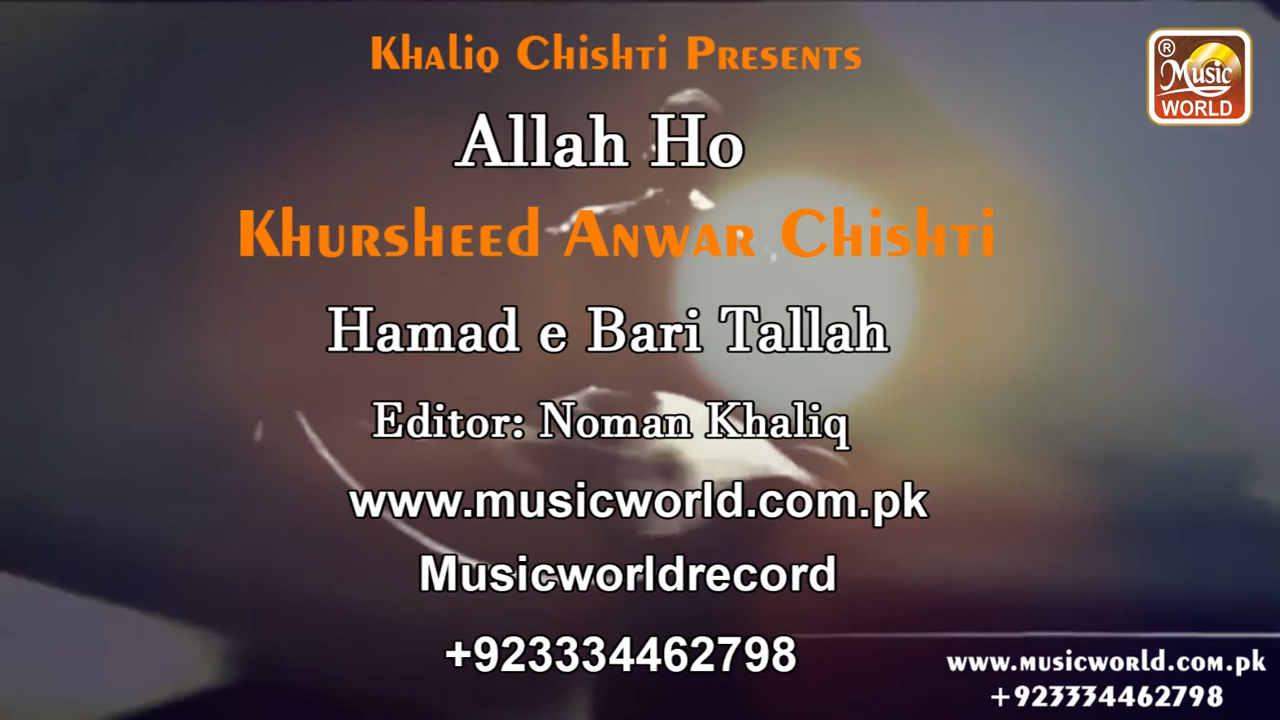 Khaliq Chishti Presents
® Music
WORLD
Allah Ho
Khursheed Anwar Chishti
Hamad e Bari Tallah
Editor: Noman Khaliq
www.musicworld.com.pk
Musicworldrecord
+923334462798
www.musicworld.com.pk
+923334462798